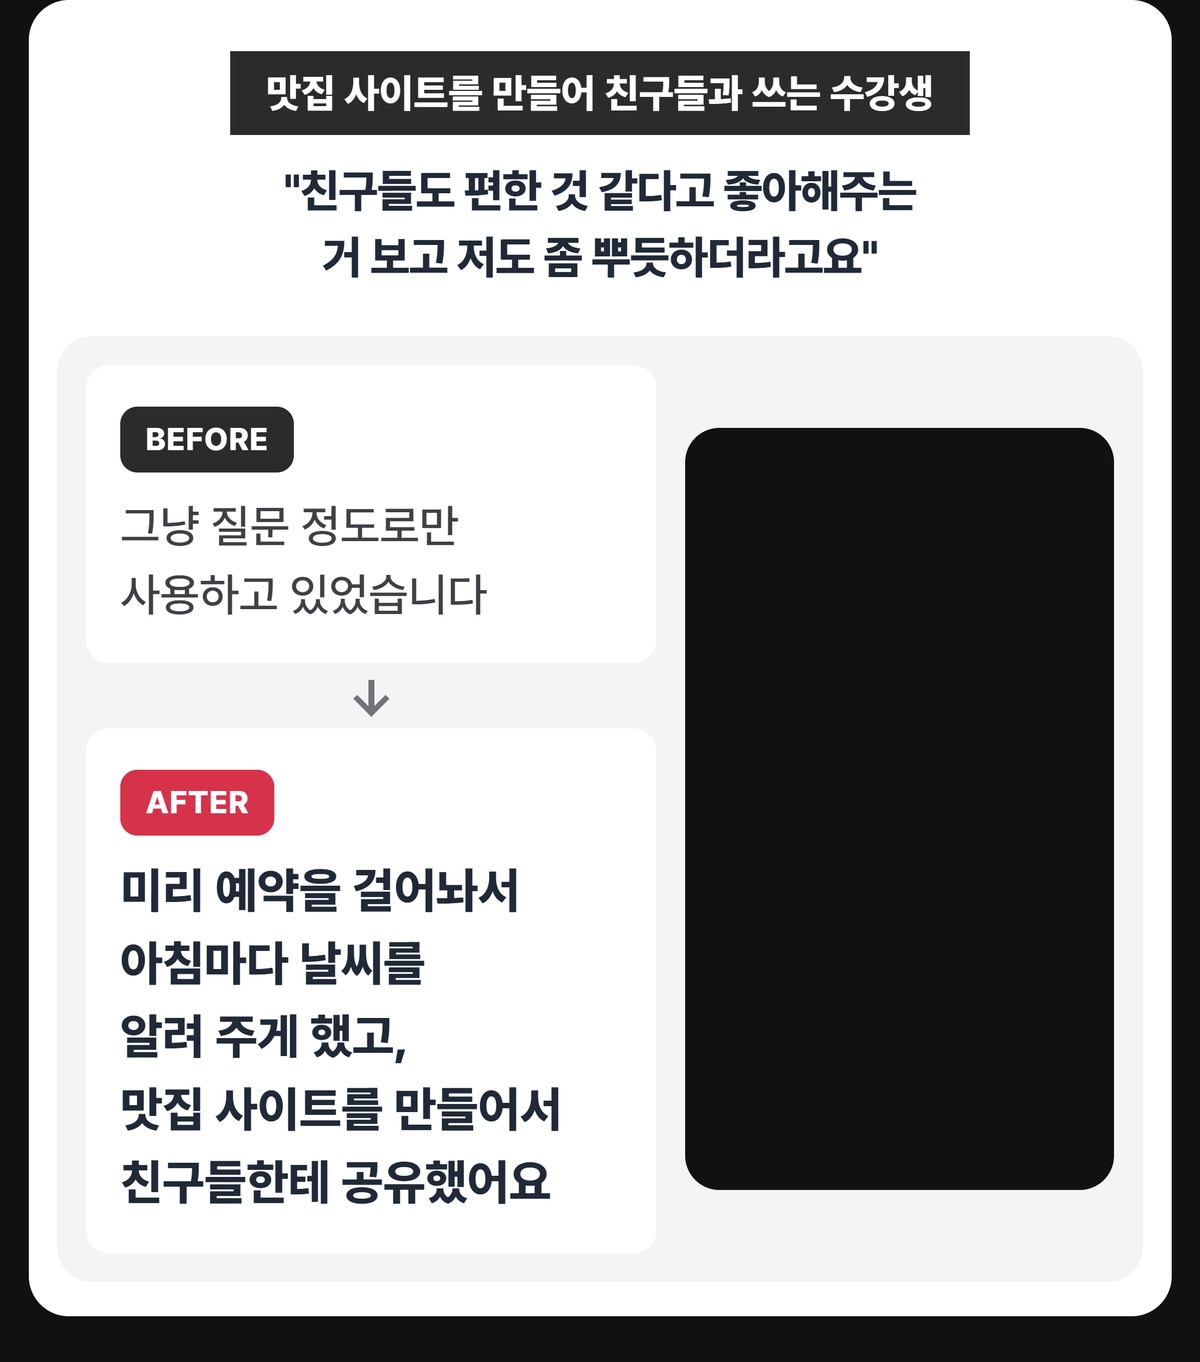 맛집 사이트를 만들어 친구들과 쓰는 수강생
"친구들도 편한 것 같다고 좋아해주는
거 보고 저도 좀 뿌듯하더라고요"
BEFORE
그냥 질문 정도로만
사용하고 있었습니다
AFTER
미리 예약을 걸어놔서
아침마다 날씨를
알려 주게 했고,
맛집 사이트를 만들어서
친구들한테 공유했어요